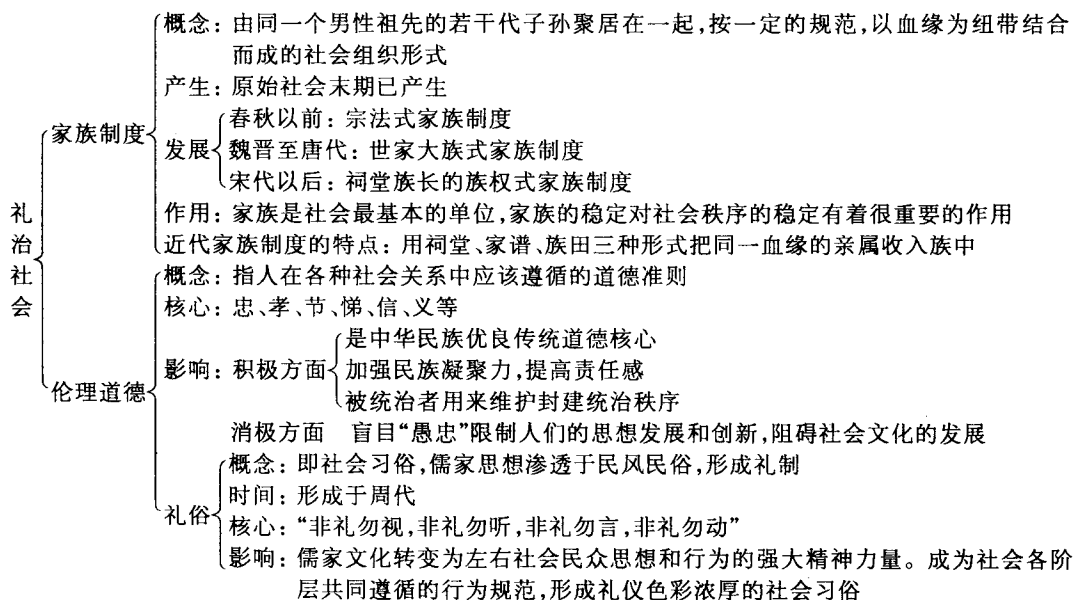 概念：由同一个男性祖先的若干代子孙聚居在一起，按一定的规范，以血缘为纽带结合
而成的社会组织形式
产生：原始社会末期已产生
家族制度
发展
春秋以前：宗法式家族制度
魏晋至唐代：世家大族式家族制度
宋代以后：祠堂族长的族权式家族制度
作用：家族是社会最基本的单位，家族的稳定对社会秩序的稳定有着很重要的作用
近代家族制度的特点：用祠堂、家谱、族田三种形式把同一血缘的亲属收入族中
礼治社会
概念：指人在各种社会关系中应该遵循的道德准则
核心：忠、孝、节、悌、信、义等
伦理道德
影响：积极方面
是中华民族优良传统道德核心
加强民族凝聚力，提高责任感
被统治者用来维护封建统治秩序
消极方面 盲目“愚忠”限制人们的思想发展和创新，阻碍社会文化的发展
礼俗
概念：即社会习俗，儒家思想渗透于民风民俗，形成礼制
时间：形成于周代
核心：“非礼勿视，非礼勿听，非礼勿言，非礼勿动”
影响：儒家文化转变为左右社会民众思想和行为的强大精神力量。成为社会各阶
层共同遵循的行为规范，形成礼仪色彩浓厚的社会习俗